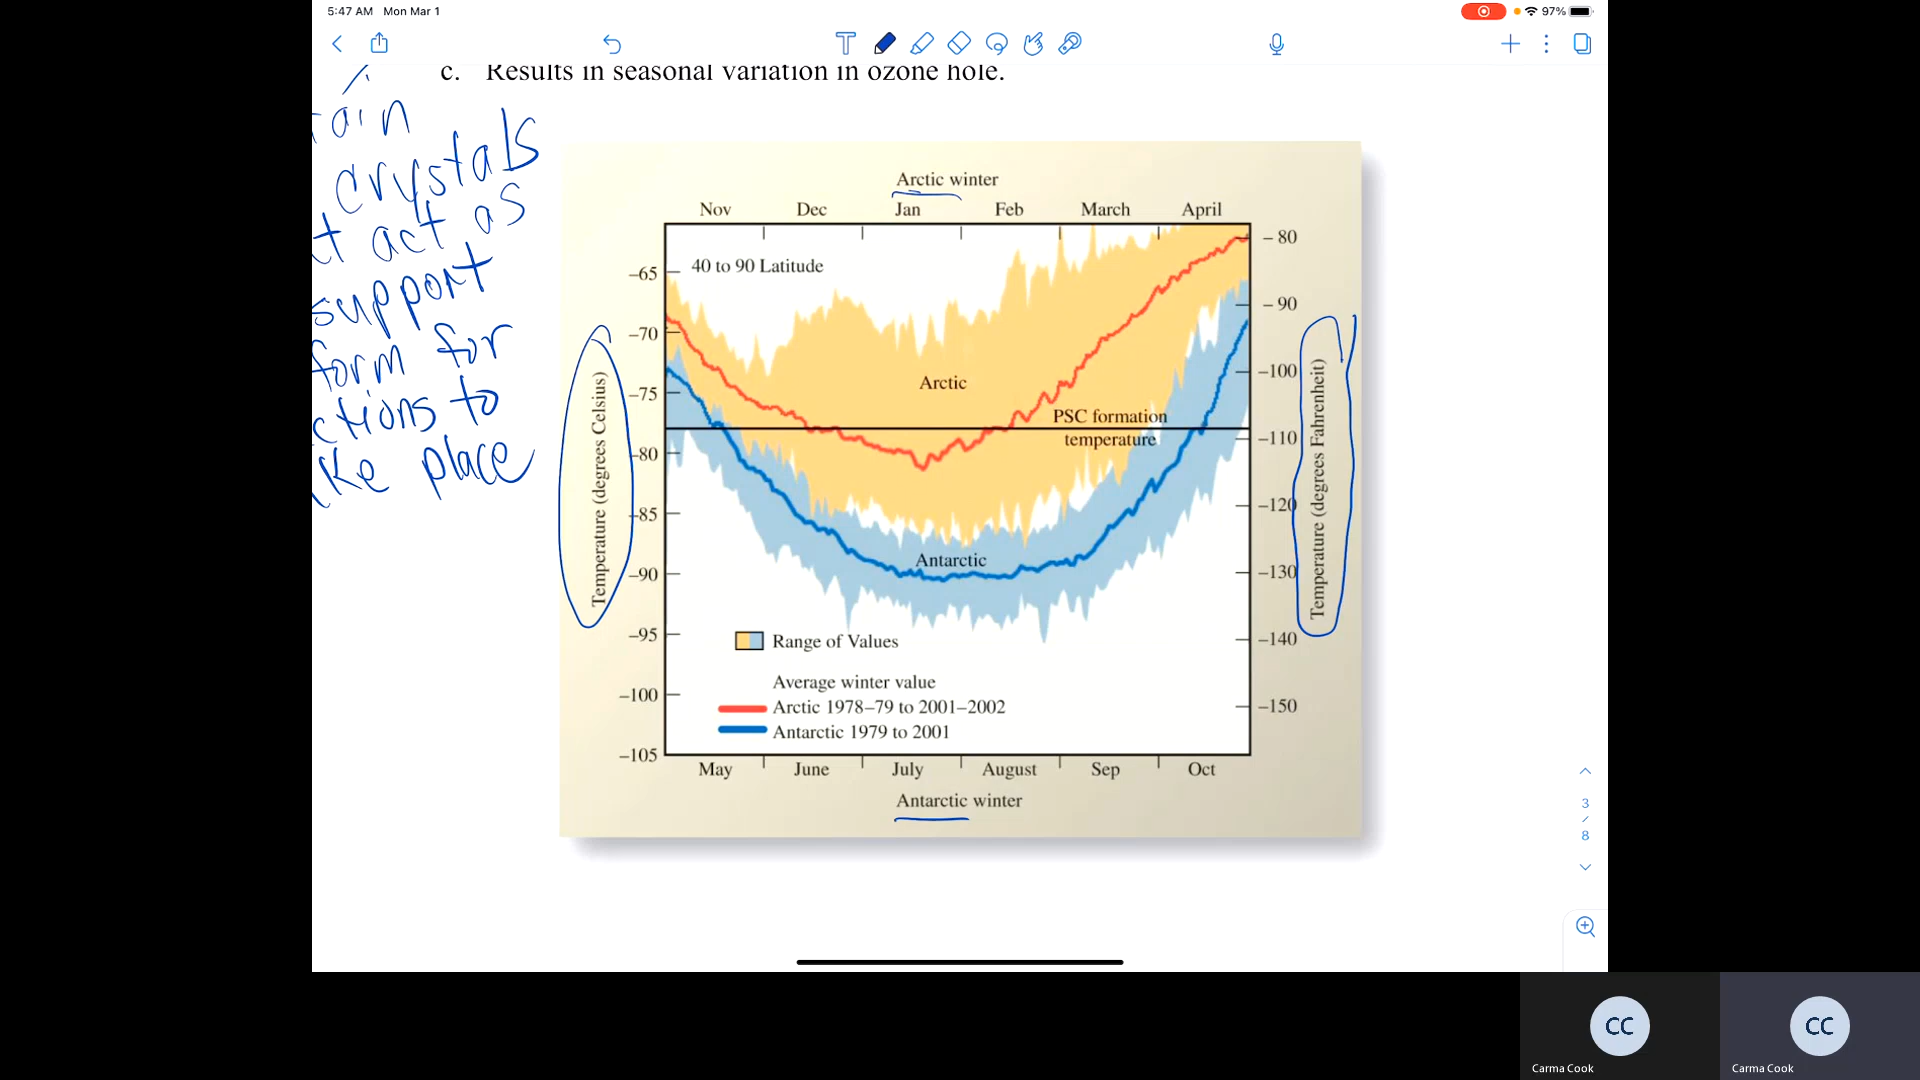 5:47 AM Mon Mar 1
97%
c. Results in seasonal variation in ozone hole.
crystals
act as
support
form for
ctions to
ke place
Arctic winter
Nov Dec Jan Feb March April
40 to 90 Latitude
Arctic
PSC formation
temperature
Antarctic
Range of Values
Average winter value
Arctic 1978–79 to 2001–2002
Antarctic 1979 to 2001
Temperature (degrees Celsius)
–65
–70
–75
–80
–85
–90
–95
–100
–105
–80
–90
–100
–110
–120
–130
–140
–150
Temperature (degrees Fahrenheit)
May June July August Sep Oct
Antarctic winter
3
/
8
CC CC
Carma Cook Carma Cook